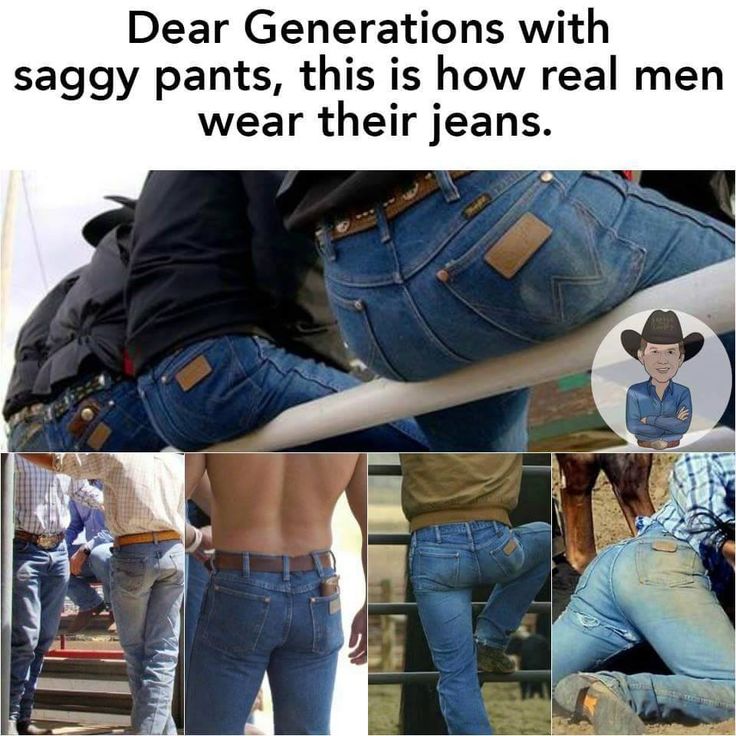 Dear Generations with
saggy pants, this is how real men
wear their jeans.